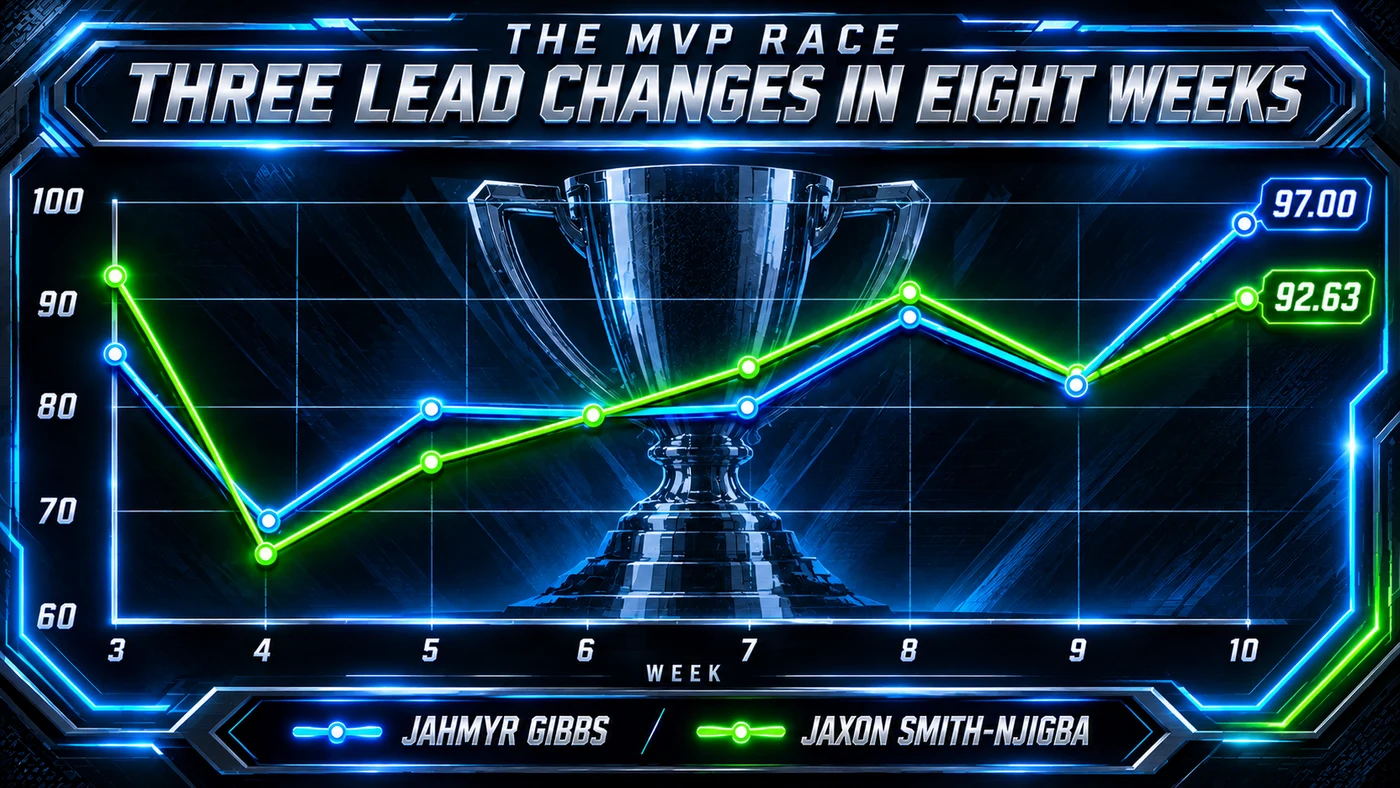 THE MVP RACE
THREE LEAD CHANGES IN EIGHT WEEKS
100
90
80
70
60
97.00
92.63
3 4 5 6 7 8 9 10
WEEK
JAHMYR GIBBS / JAXON SMITH-NJIGBA